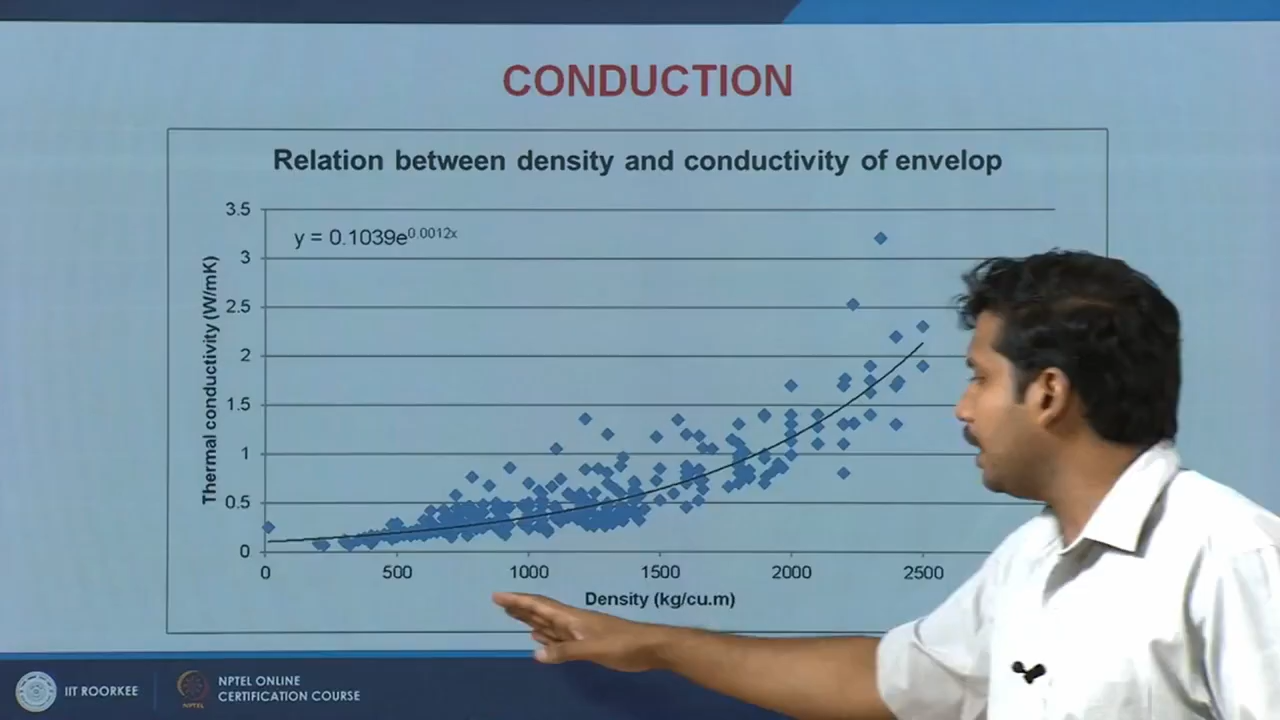 CONDUCTION
Relation between density and conductivity of envelop
y = 0.1039e^0.0012x
Thermal conductivity (W/mK)
3.5
3
2.5
2
1.5
1
0.5
0
0 500 1000 1500 2000 2500
Density (kg/cu.m)
IIT ROORKEE
NPTEL
NPTEL ONLINE
CERTIFICATION COURSE